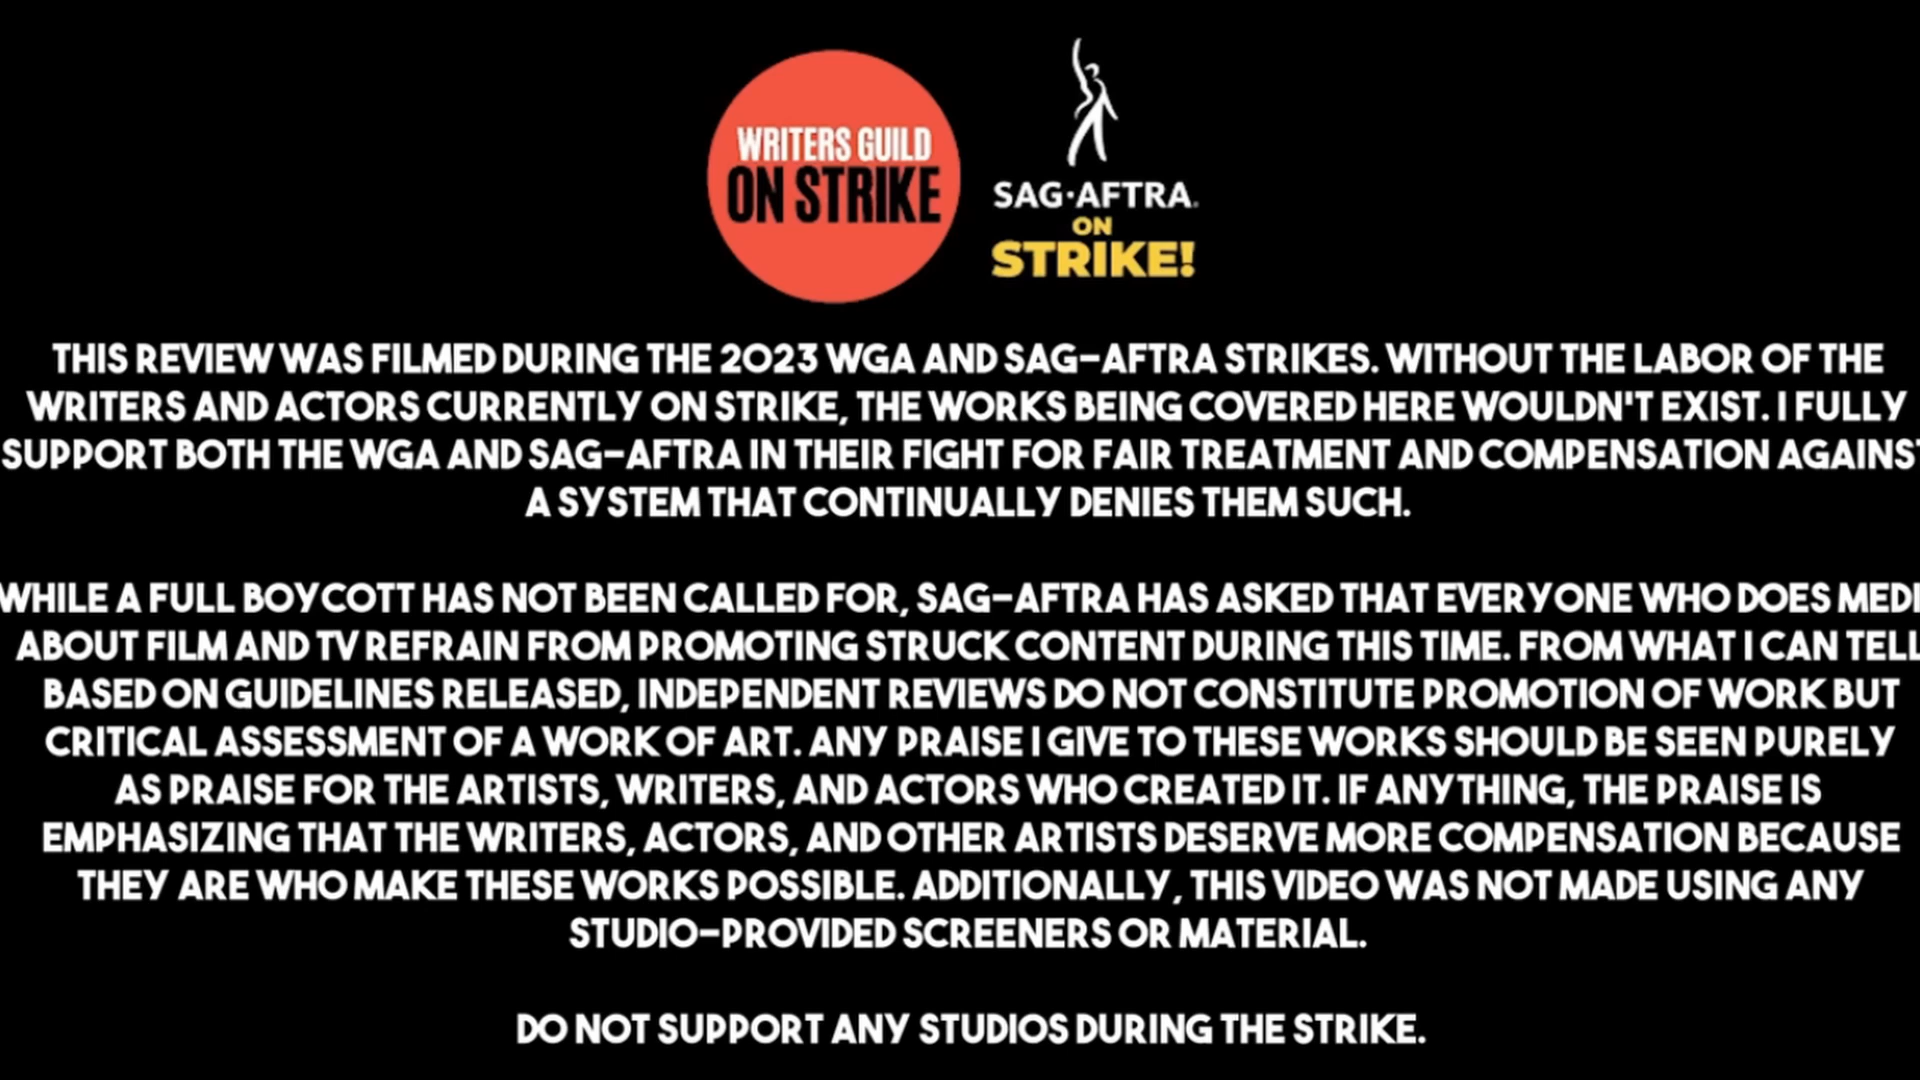 WRITERS GUILD
ON STRIKE
SAG·AFTRA®
ON
STRIKE!
THIS REVIEW WAS FILMED DURING THE 2023 WGA AND SAG-AFTRA STRIKES. WITHOUT THE LABOR OF THE
WRITERS AND ACTORS CURRENTLY ON STRIKE, THE WORKS BEING COVERED HERE WOULDN'T EXIST. I FULLY
SUPPORT BOTH THE WGA AND SAG-AFTRA IN THEIR FIGHT FOR FAIR TREATMENT AND COMPENSATION AGAINST
A SYSTEM THAT CONTINUALLY DENIES THEM SUCH.
WHILE A FULL BOYCOTT HAS NOT BEEN CALLED FOR, SAG-AFTRA HAS ASKED THAT EVERYONE WHO DOES MEDI
ABOUT FILM AND TV REFRAIN FROM PROMOTING STRUCK CONTENT DURING THIS TIME. FROM WHAT I CAN TELL
BASED ON GUIDELINES RELEASED, INDEPENDENT REVIEWS DO NOT CONSTITUTE PROMOTION OF WORK BUT
CRITICAL ASSESSMENT OF A WORK OF ART. ANY PRAISE I GIVE TO THESE WORKS SHOULD BE SEEN PURELY
AS PRAISE FOR THE ARTISTS, WRITERS, AND ACTORS WHO CREATED IT. IF ANYTHING, THE PRAISE IS
EMPHASIZING THAT THE WRITERS, ACTORS, AND OTHER ARTISTS DESERVE MORE COMPENSATION BECAUSE
THEY ARE WHO MAKE THESE WORKS POSSIBLE. ADDITIONALLY, THIS VIDEO WAS NOT MADE USING ANY
STUDIO-PROVIDED SCREENERS OR MATERIAL.
DO NOT SUPPORT ANY STUDIOS DURING THE STRIKE.